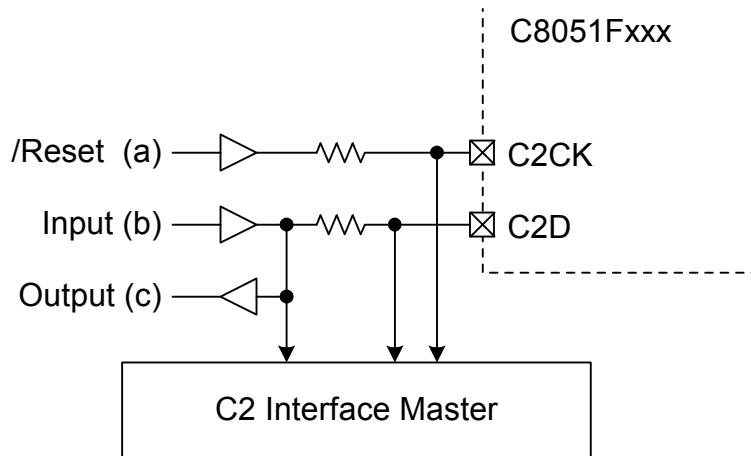 C8051Fxxx
/Reset (a)
C2CK
Input (b)
C2D
Output (c)
C2 Interface Master